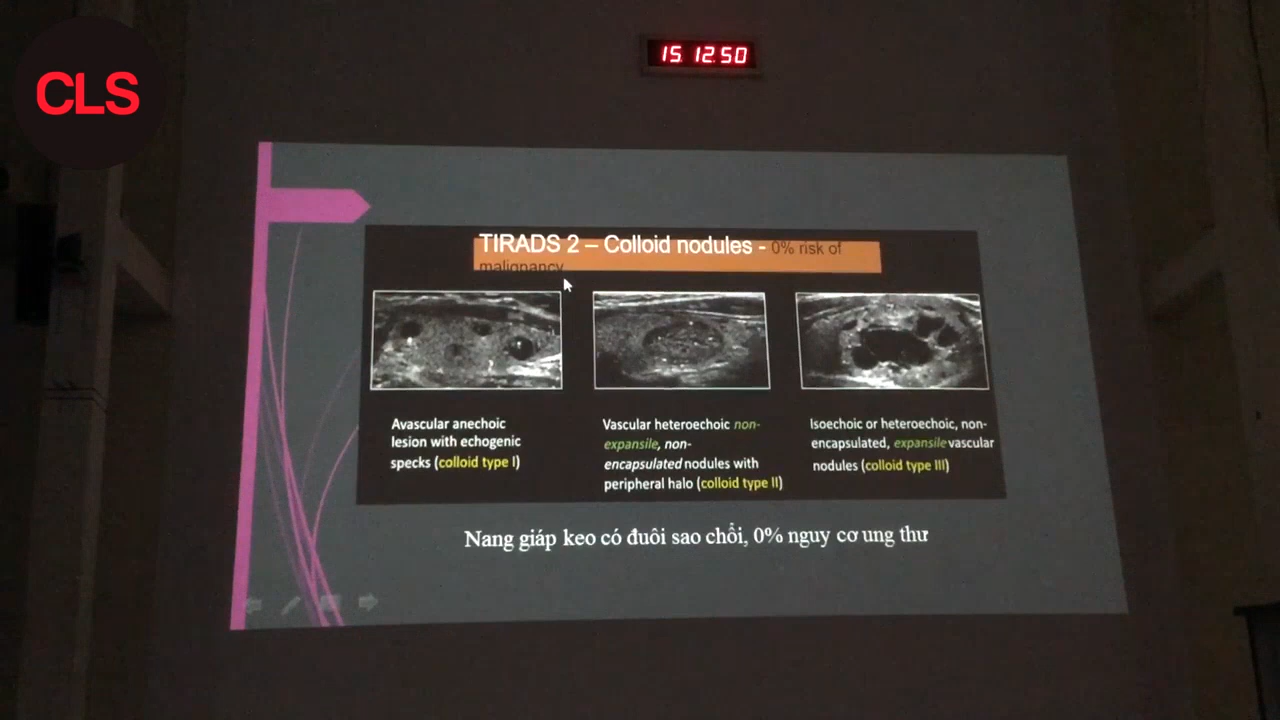 CLS
15 12:50
TIRADS 2 – Colloid nodules - 0% risk of
malignancy
Avascular anechoic
lesion with echogenic
specks (colloid type I)
Vascular heteroechoic non-
expansile, non-
encapsulated nodules with
peripheral halo (colloid type II)
Isoechoic or heteroechoic, non-
encapsulated, expansile vascular
nodules (colloid type III)
Nang giáp keo có đuôi sao chổi, 0% nguy cơ ung thư